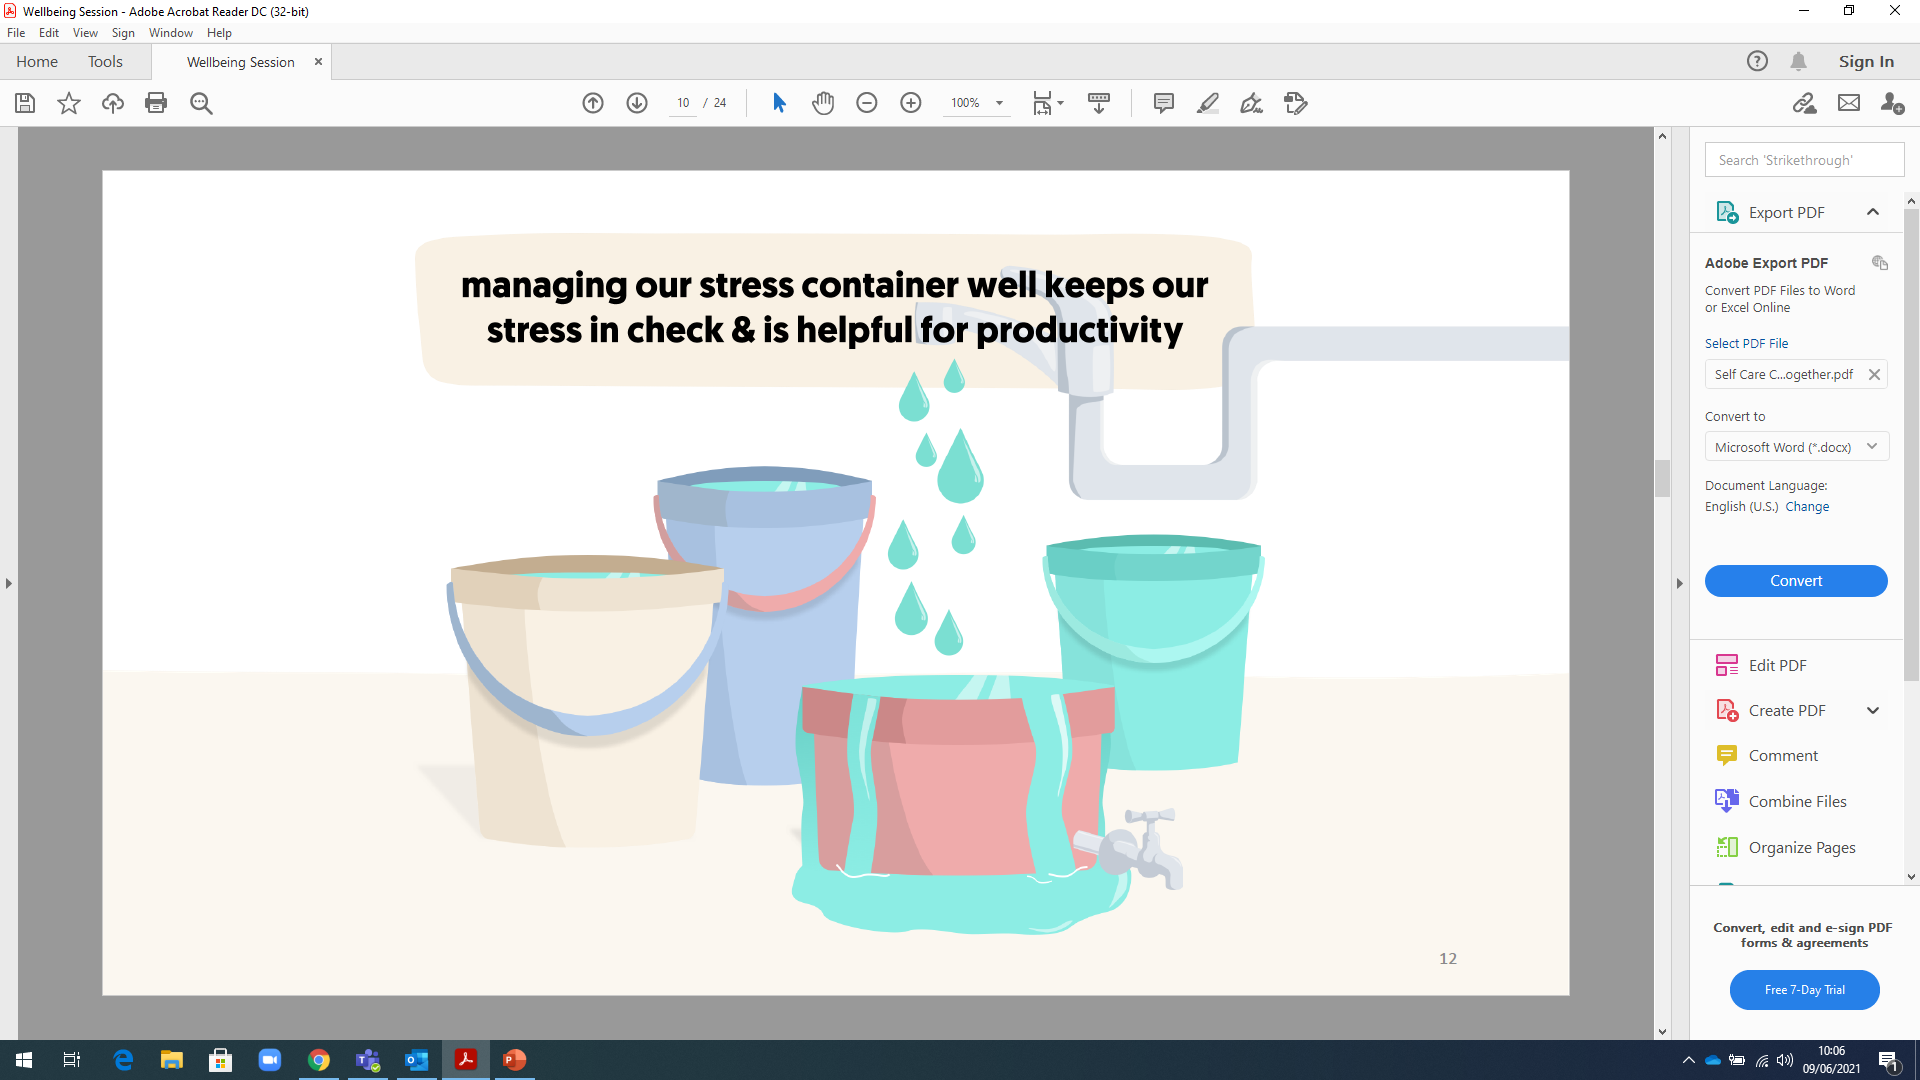 Wellbeing Session - Adobe Acrobat Reader DC (32-bit)
File Edit View Sign Window Help
Home Tools Wellbeing Session Sign In
10 / 24 100%
managing our stress container well keeps our
stress in check & is helpful for productivity
12
Search 'Strikethrough'
Export PDF
Adobe Export PDF
Convert PDF Files to Word
or Excel Online
Select PDF File
Self Care C...ogether.pdf
Convert to
Microsoft Word (*.docx)
Document Language:
English (U.S.) Change
Convert
Edit PDF
Create PDF
Comment
Combine Files
Organize Pages
Convert, edit and e-sign PDF
forms & agreements
Free 7-Day Trial
10:06
09/06/2021
1